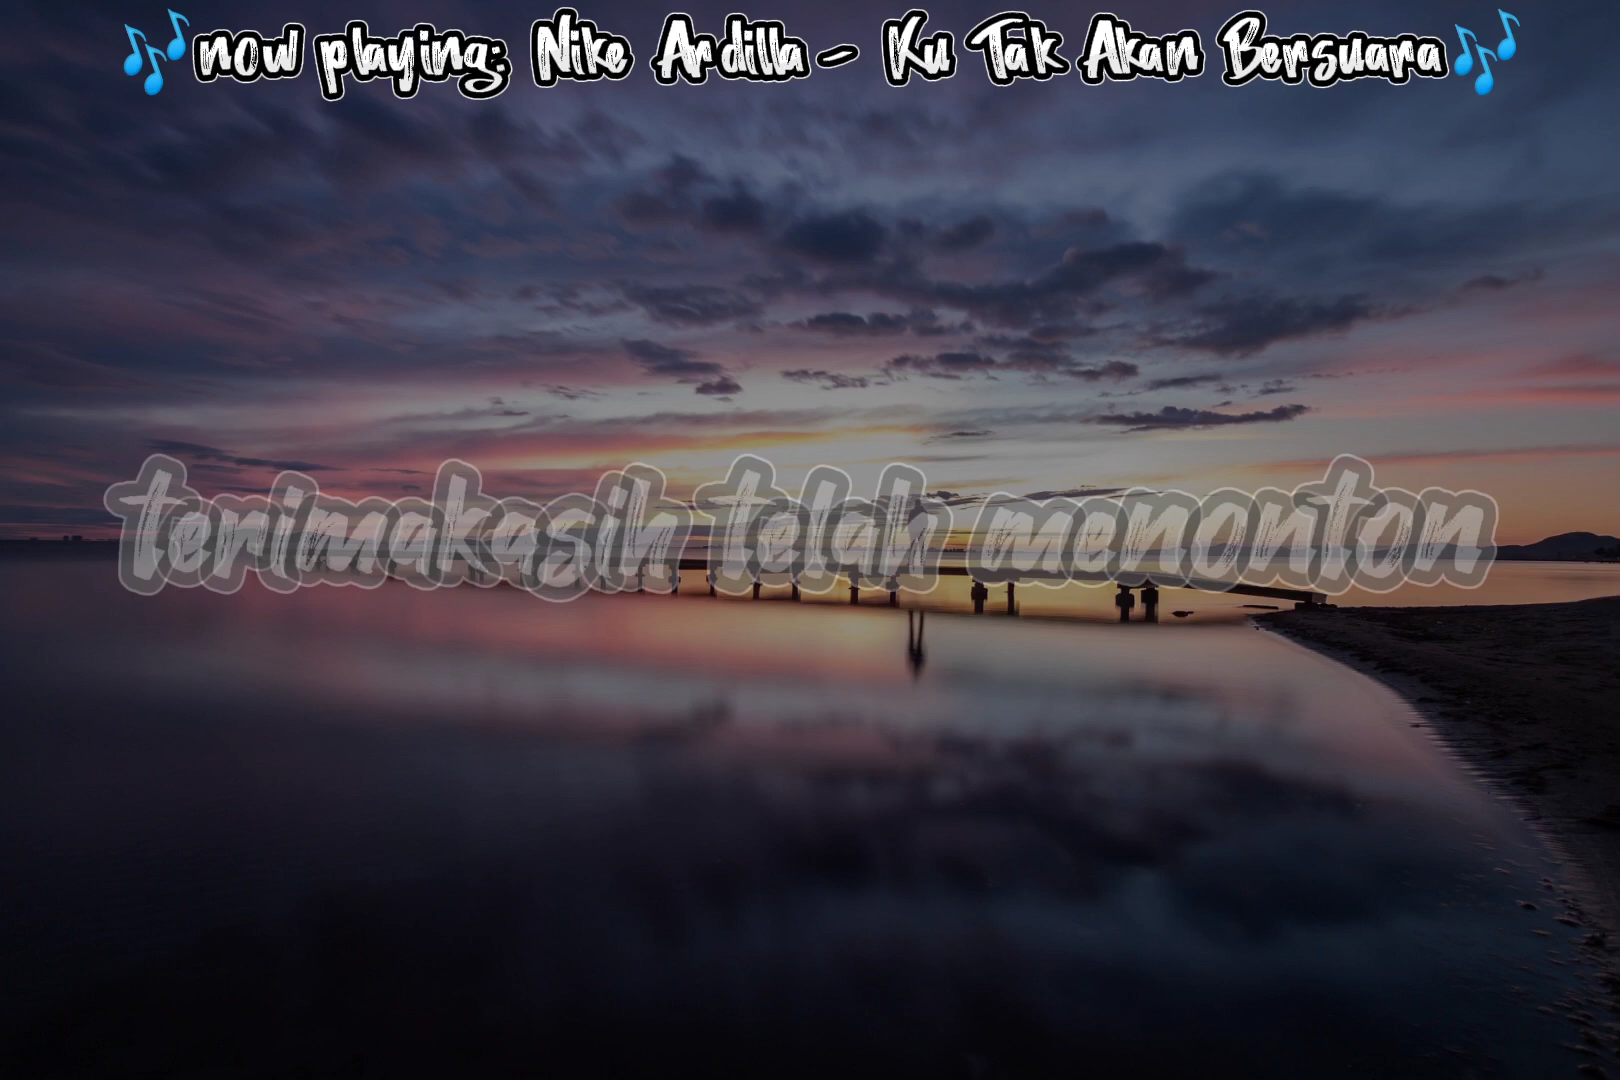 🎶now playing: Nike Ardilla - Ku Tak Akan Bersuara🎶
terimakasih telah menonton